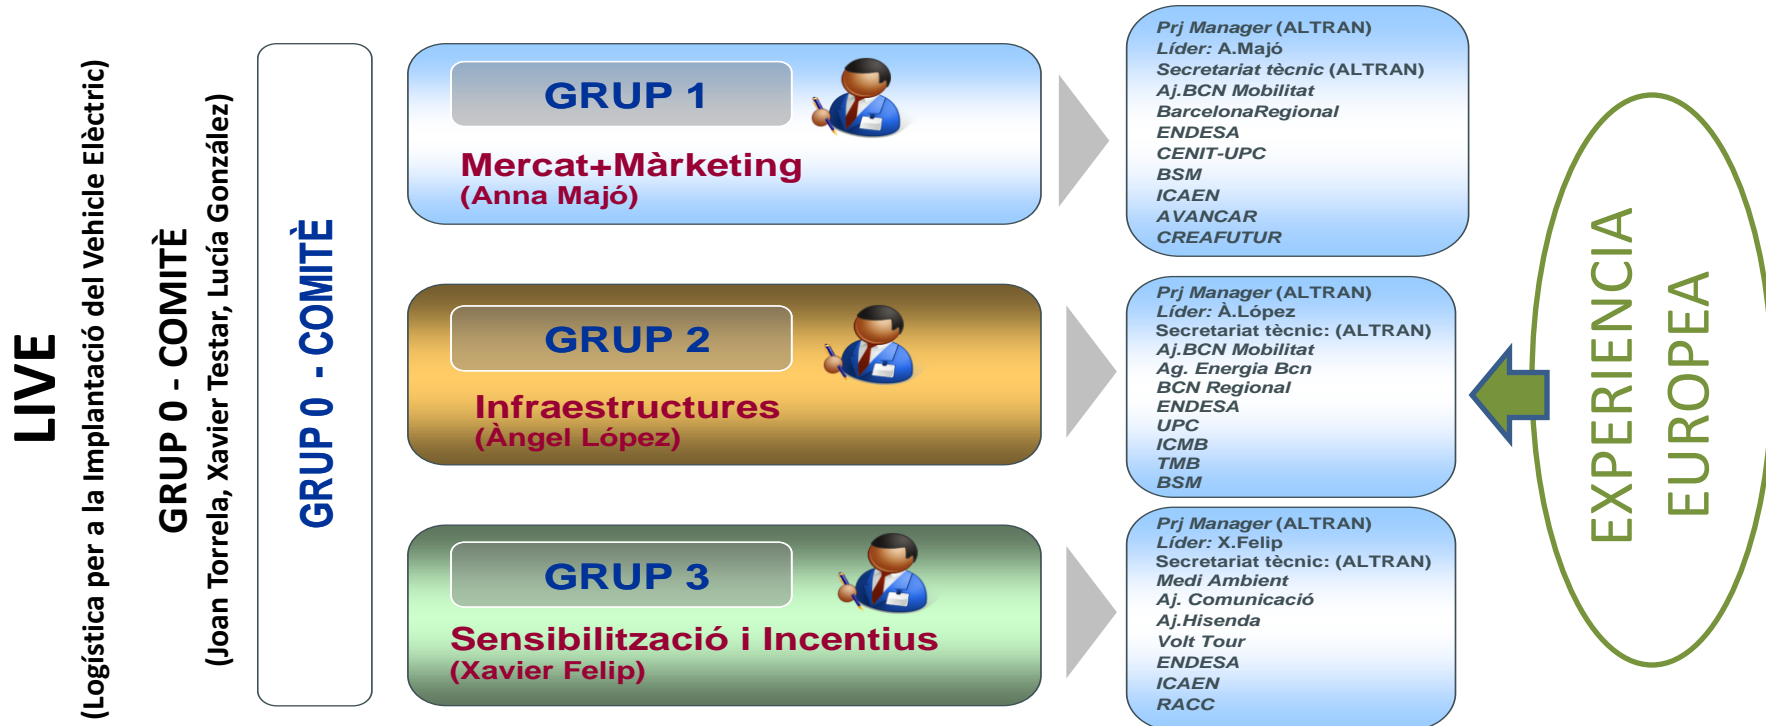 LIVE
(Logística per a la Implantació del Vehicle Elèctric)
GRUP 0 - COMITÈ
(Joan Torrela, Xavier Testar, Lucía González)
GRUP 0 - COMITÈ
GRUP 1
Mercat+Màrketing
(Anna Majó)
Prj Manager (ALTRAN)
Líder: A.Majó
Secretariat tècnic (ALTRAN)
Aj.BCN Mobilitat
BarcelonaRegional
ENDESA
CENIT-UPC
BSM
ICAEN
AVANCAR
CREAFUTUR
GRUP 2
Infraestructures
(Àngel López)
Prj Manager (ALTRAN)
Líder: À.López
Secretariat tècnic: (ALTRAN)
Aj.BCN Mobilitat
Ag. Energia Bcn
BCN Regional
ENDESA
UPC
ICMB
TMB
BSM
GRUP 3
Sensibilització i Incentius
(Xavier Felip)
Prj Manager (ALTRAN)
Líder: X.Felip
Secretariat tècnic: (ALTRAN)
Medi Ambient
Aj. Comunicació
Aj.Hisenda
Volt Tour
ENDESA
ICAEN
RACC
EXPERIENCIA
EUROPEA